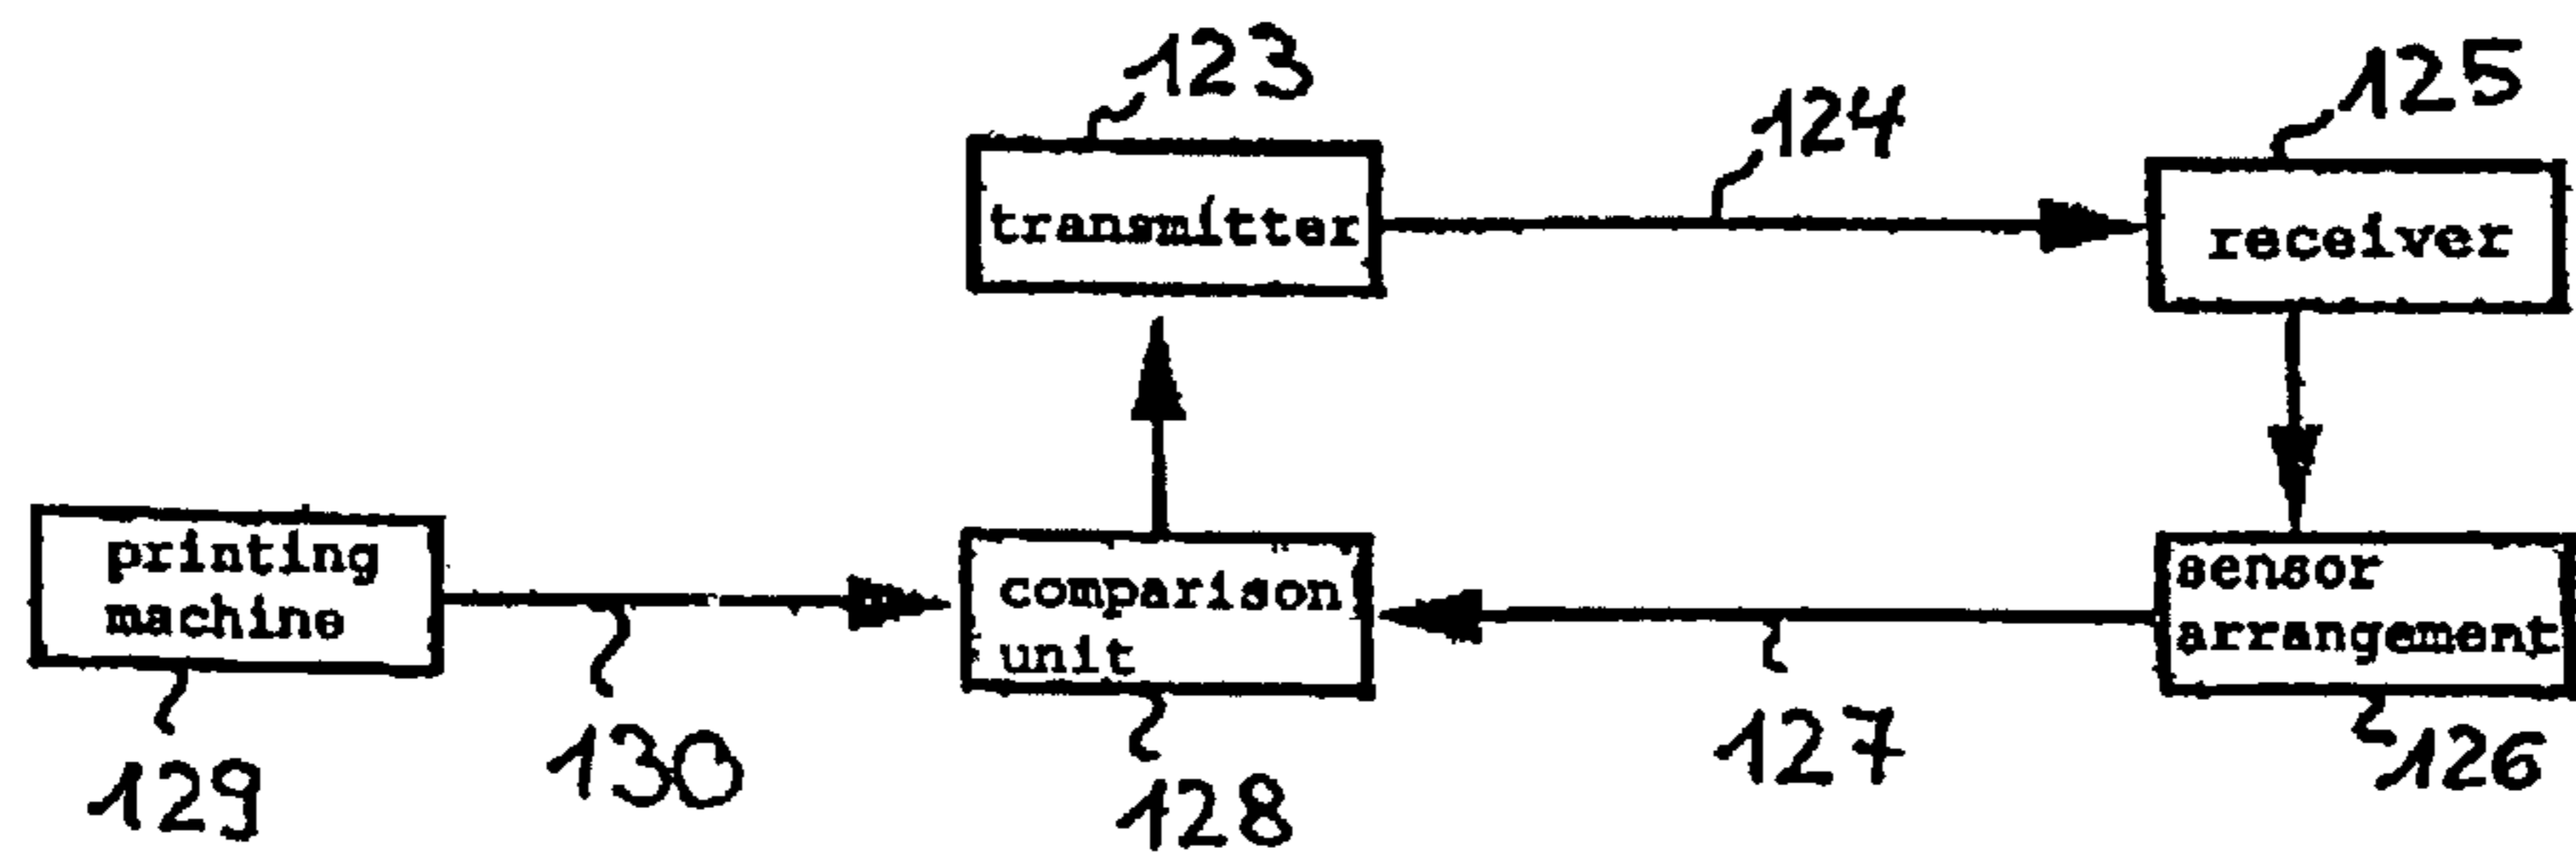 123
125
124
transmitter
receiver
printing
machine
comparison
unit
sensor
arrangement
129
130
128
127
126